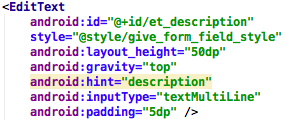 <EditText
android:id="@+id/et_description"
style="@style/give_form_field_style"
android:layout_height="50dp"
android:gravity="top"
android:hint="description"
android:inputType="textMultiLine"
android:padding="5dp" />